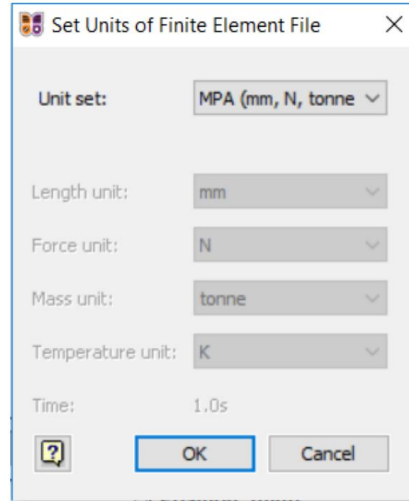 Set Units of Finite Element File
Unit set: MPA (mm, N, tonne
Length unit: mm
Force unit: N
Mass unit: tonne
Temperature unit: K
Time: 1.0s
OK Cancel